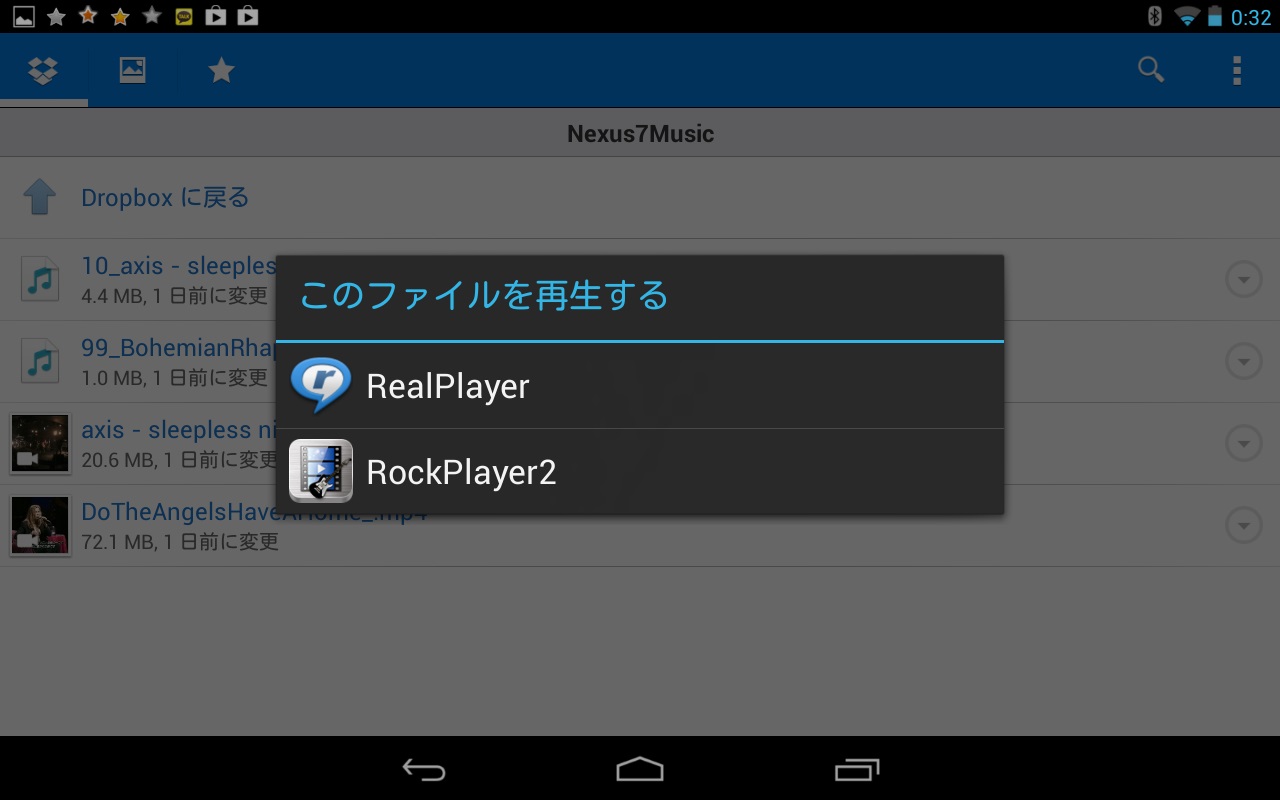 0:32
Nexus7Music
Dropbox に戻る
10_axis - sleeples
4.4 MB, 1 日前に変更
このファイルを再生する
99_BohemianRha
1.0 MB, 1 日前に変更
RealPlayer
axis - sleepless ni
20.6 MB, 1 日前に変更
RockPlayer2
DoTheAngelsHaveAHome_.mp4
72.1 MB, 1 日前に変更